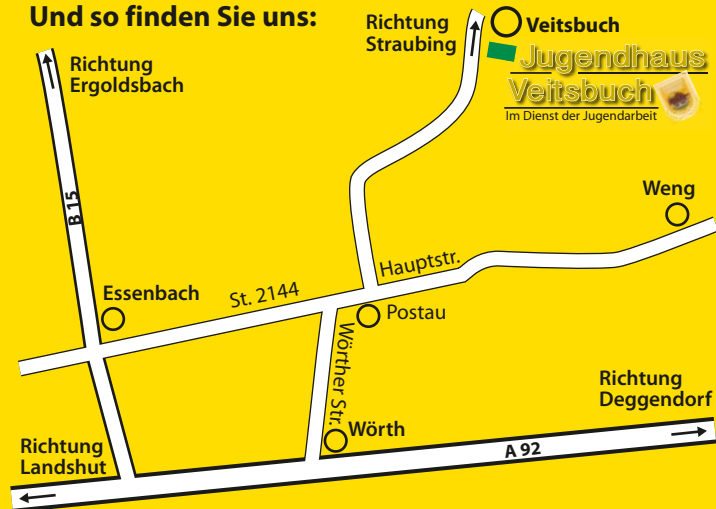 Und so finden Sie uns:
Richtung
Straubing
Veitsbuch
Jugendhaus
Veitsbuch
Im Dienst der Jugendarbeit
Richtung
Ergoldsbach
B 15
Weng
Hauptstr.
St. 2144
Essenbach
Postau
Wörther Str.
Wörth
Richtung
Deggendorf
A 92
Richtung
Landshut